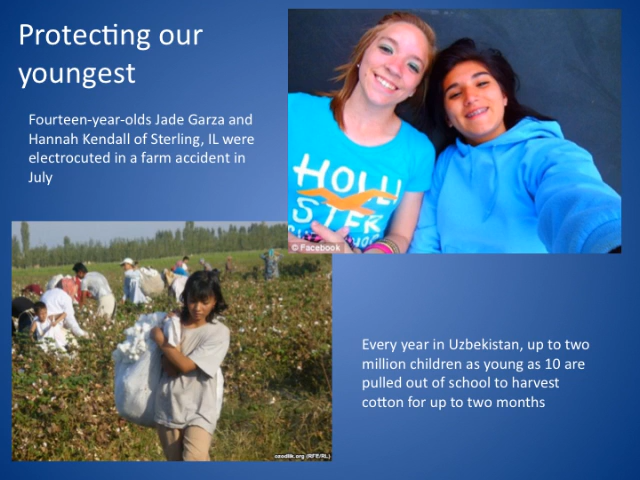 Protecting our
youngest
Fourteen-year-olds Jade Garza and
Hannah Kendall of Sterling, IL were
electrocuted in a farm accident in
July
HOLLI
STER
© Facebook
ozodlik.org (RFE/RL)
Every year in Uzbekistan, up to two
million children as young as 10 are
pulled out of school to harvest
cotton for up to two months